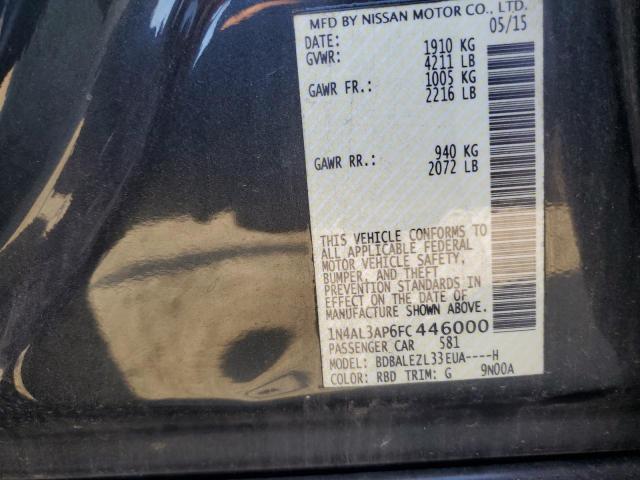 MFD BY NISSAN MOTOR CO., LTD.
DATE: 05/15
GVWR: 1910 KG
4211 LB
GAWR FR.: 1005 KG
2216 LB
GAWR RR.: 940 KG
2072 LB
THIS VEHICLE CONFORMS TO
ALL APPLICABLE FEDERAL
MOTOR VEHICLE SAFETY,
BUMPER, AND THEFT
PREVENTION STANDARDS IN
EFFECT ON THE DATE OF
MANUFACTURE SHOWN ABOVE.
1N4AL3AP6FC446000
PASSENGER CAR 581
MODEL: BDBALEZL33EUA----H
COLOR: RBD TRIM: G 9N00A